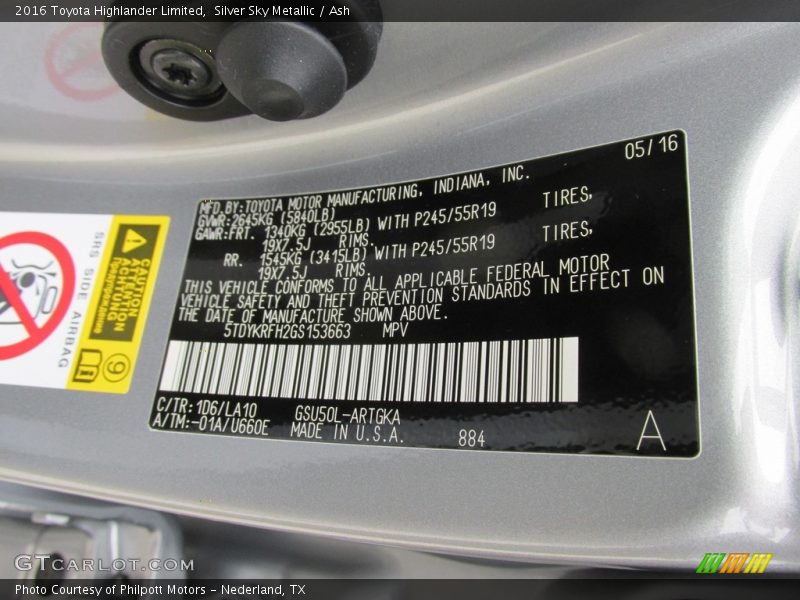 2016 Toyota Highlander Limited, Silver Sky Metallic / Ash
05/16
MFD.BY:TOYOTA MOTOR MANUFACTURING, INDIANA, INC.
GVWR:2645KG (5840LB)
GAWR:FRT. 1340KG (2955LB) WITH P245/55R19 TIRES,
19X7.5J RIMS.
RR. 1545KG (3415LB) WITH P245/55R19 TIRES,
19X7.5J RIMS.
THIS VEHICLE CONFORMS TO ALL APPLICABLE FEDERAL MOTOR
VEHICLE SAFETY AND THEFT PREVENTION STANDARDS IN EFFECT ON
THE DATE OF MANUFACTURE SHOWN ABOVE.
5TDYKRFH2GS153663 MPV
C/TR:1D6/LA10 GSU50L-ARTGKA
A/TM:-01A/U660E MADE IN U.S.A. 884
A
SRS SIDE AIRBAG
CAUTION
ATTENTION
ACHTUNG
9
GTCARLOT.COM
Photo Courtesy of Philpott Motors - Nederland, TX